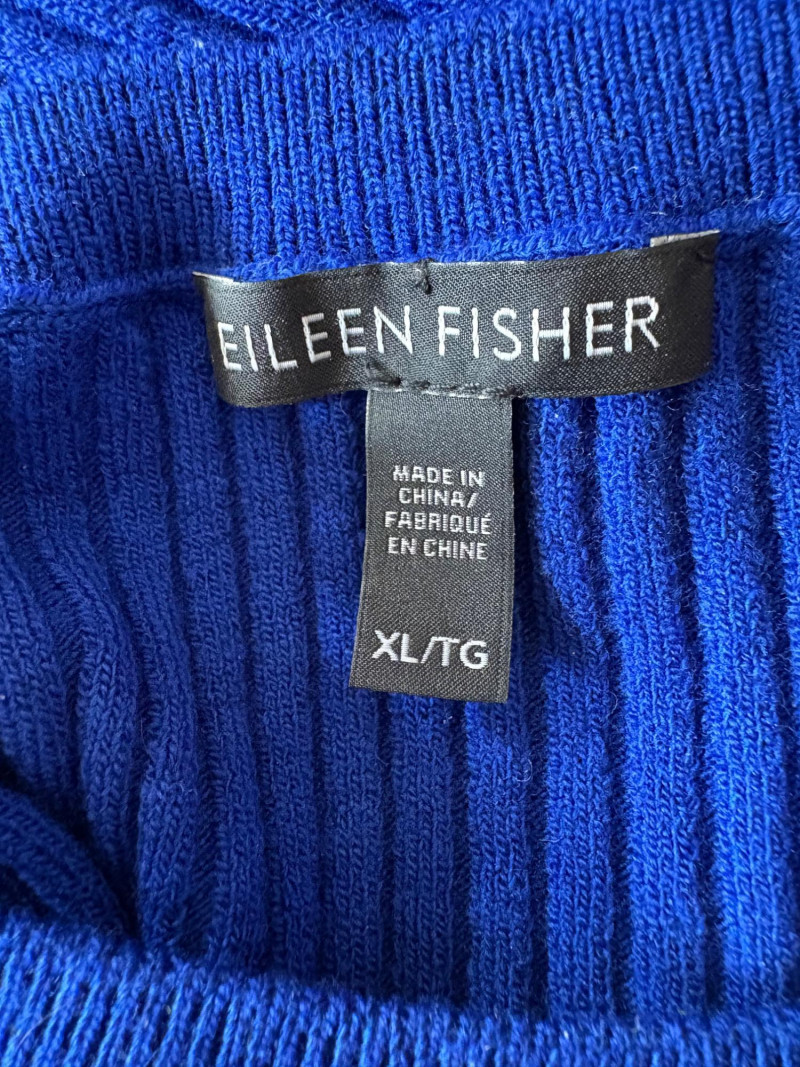 EILEEN FISHER
MADE IN
CHINA/
FABRIQUÉ
EN CHINE
XL/TG